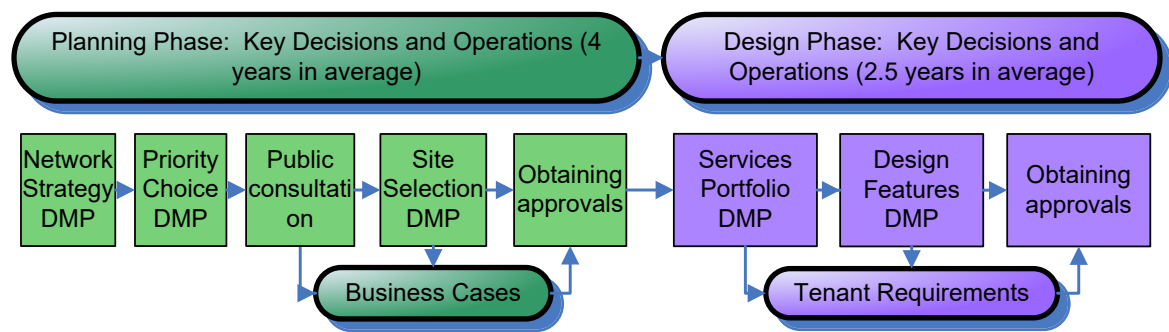 Planning Phase:  Key Decisions and Operations (4
years in average)
Design Phase:  Key Decisions and
Operations (2.5 years in average)
Network
Strategy
DMP
Priority
Choice
DMP
Public
consultati
on
Site
Selection
DMP
Obtaining
approvals
Services
Portfolio
DMP
Design
Features
DMP
Obtaining
approvals
Business Cases
Tenant Requirements